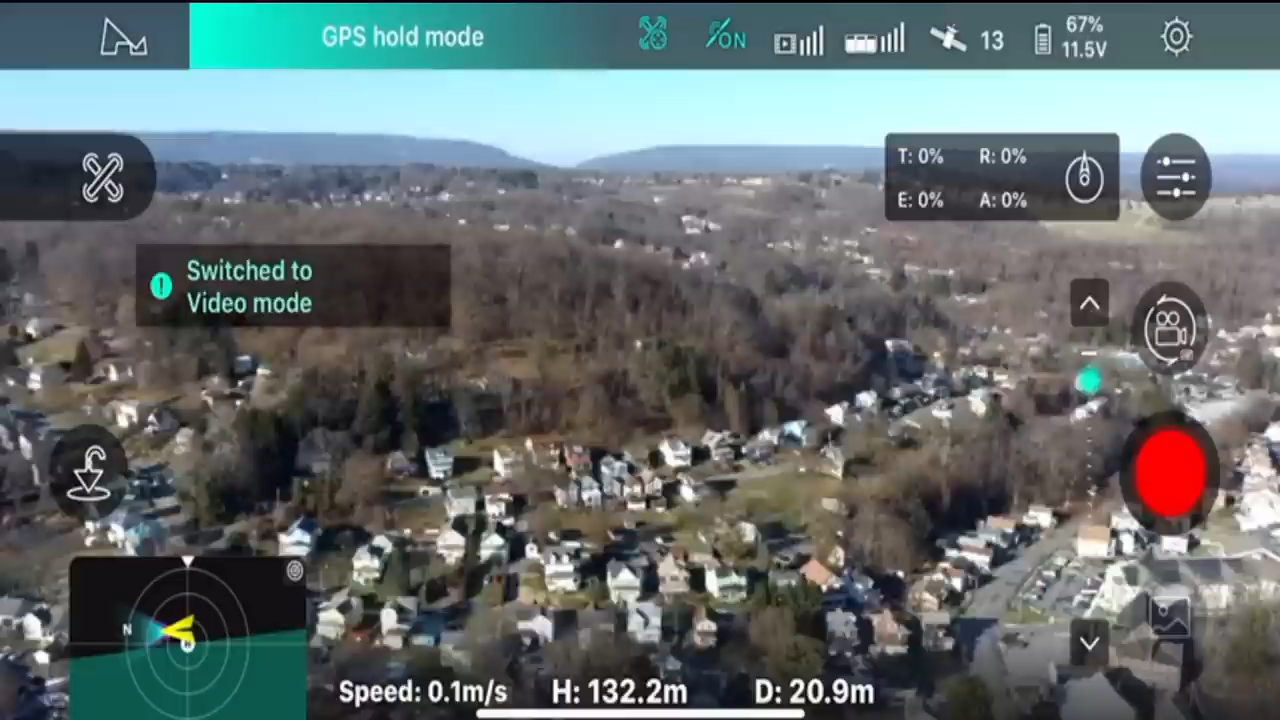 GPS hold mode
ON
13
67%
11.5V
T: 0% R: 0%
E: 0% A: 0%
Switched to
Video mode
N
H
Speed: 0.1m/s H: 132.2m D: 20.9m